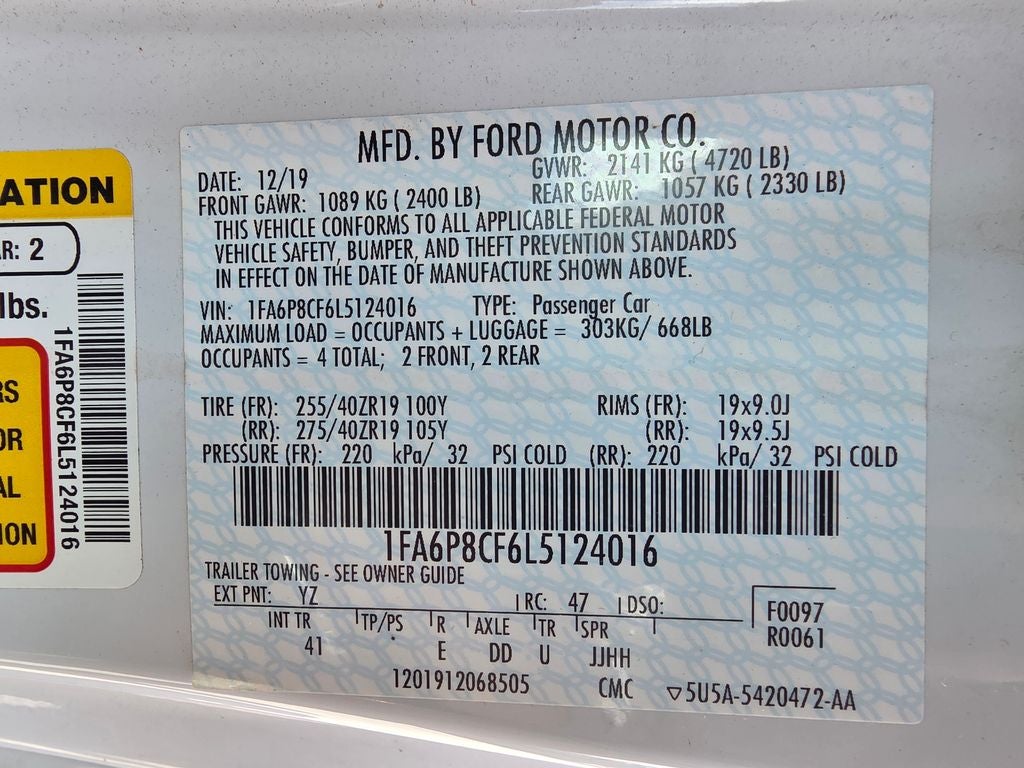 ATION
R: 2
lbs.
RS
OR
AL
ION
1FA6P8CF6L5124016
MFD. BY FORD MOTOR CO.
DATE: 12/19 GVWR: 2141 KG ( 4720 LB)
FRONT GAWR: 1089 KG ( 2400 LB) REAR GAWR: 1057 KG ( 2330 LB)
THIS VEHICLE CONFORMS TO ALL APPLICABLE FEDERAL MOTOR
VEHICLE SAFETY, BUMPER, AND THEFT PREVENTION STANDARDS
IN EFFECT ON THE DATE OF MANUFACTURE SHOWN ABOVE.
VIN: 1FA6P8CF6L5124016 TYPE: Passenger Car
MAXIMUM LOAD = OCCUPANTS + LUGGAGE = 303KG/ 668LB
OCCUPANTS = 4 TOTAL; 2 FRONT, 2 REAR
TIRE (FR): 255/40ZR19 100Y RIMS (FR): 19x9.0J
(RR): 275/40ZR19 105Y (RR): 19x9.5J
PRESSURE (FR): 220 kPa/ 32 PSI COLD (RR): 220 kPa/ 32 PSI COLD
1FA6P8CF6L5124016
TRAILER TOWING - SEE OWNER GUIDE
EXT PNT: YZ RC: 47 DSO: F0097
INT TR TP/PS R AXLE TR SPR R0061
41 E DD U JJHH
1201912068505 CMC ▽5U5A-5420472-AA